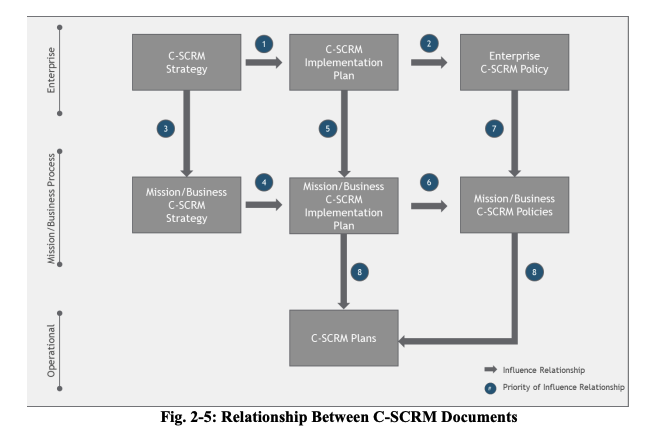 Enterprise
C-SCRM
Strategy
1
C-SCRM
Implementation
Plan
2
Enterprise
C-SCRM Policy
3
5
7
Mission/Business Process
Mission/Business
C-SCRM
Strategy
4
Mission/Business
C-SCRM
Implementation
Plan
6
Mission/Business
C-SCRM Policies
8
8
Operational
C-SCRM Plans
Influence Relationship
# Priority of Influence Relationship
Fig. 2-5: Relationship Between C-SCRM Documents